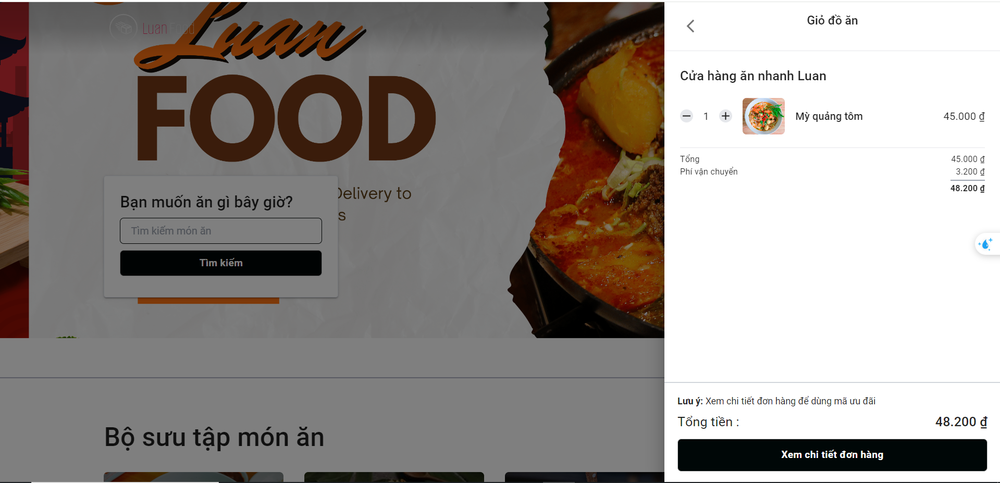 Luan Food
Luan
FOOD
Delivery to
s
Bạn muốn ăn gì bây giờ?
Tìm kiếm món ăn
Tìm kiếm
Bộ sưu tập món ăn
Giỏ đồ ăn
Cửa hàng ăn nhanh Luan
1 Mỳ quảng tôm 45.000 ₫
Tổng 45.000 ₫
Phí vận chuyển 3.200 ₫
48.200 ₫
Lưu ý: Xem chi tiết đơn hàng để dùng mã ưu đãi
Tổng tiền : 48.200 ₫
Xem chi tiết đơn hàng